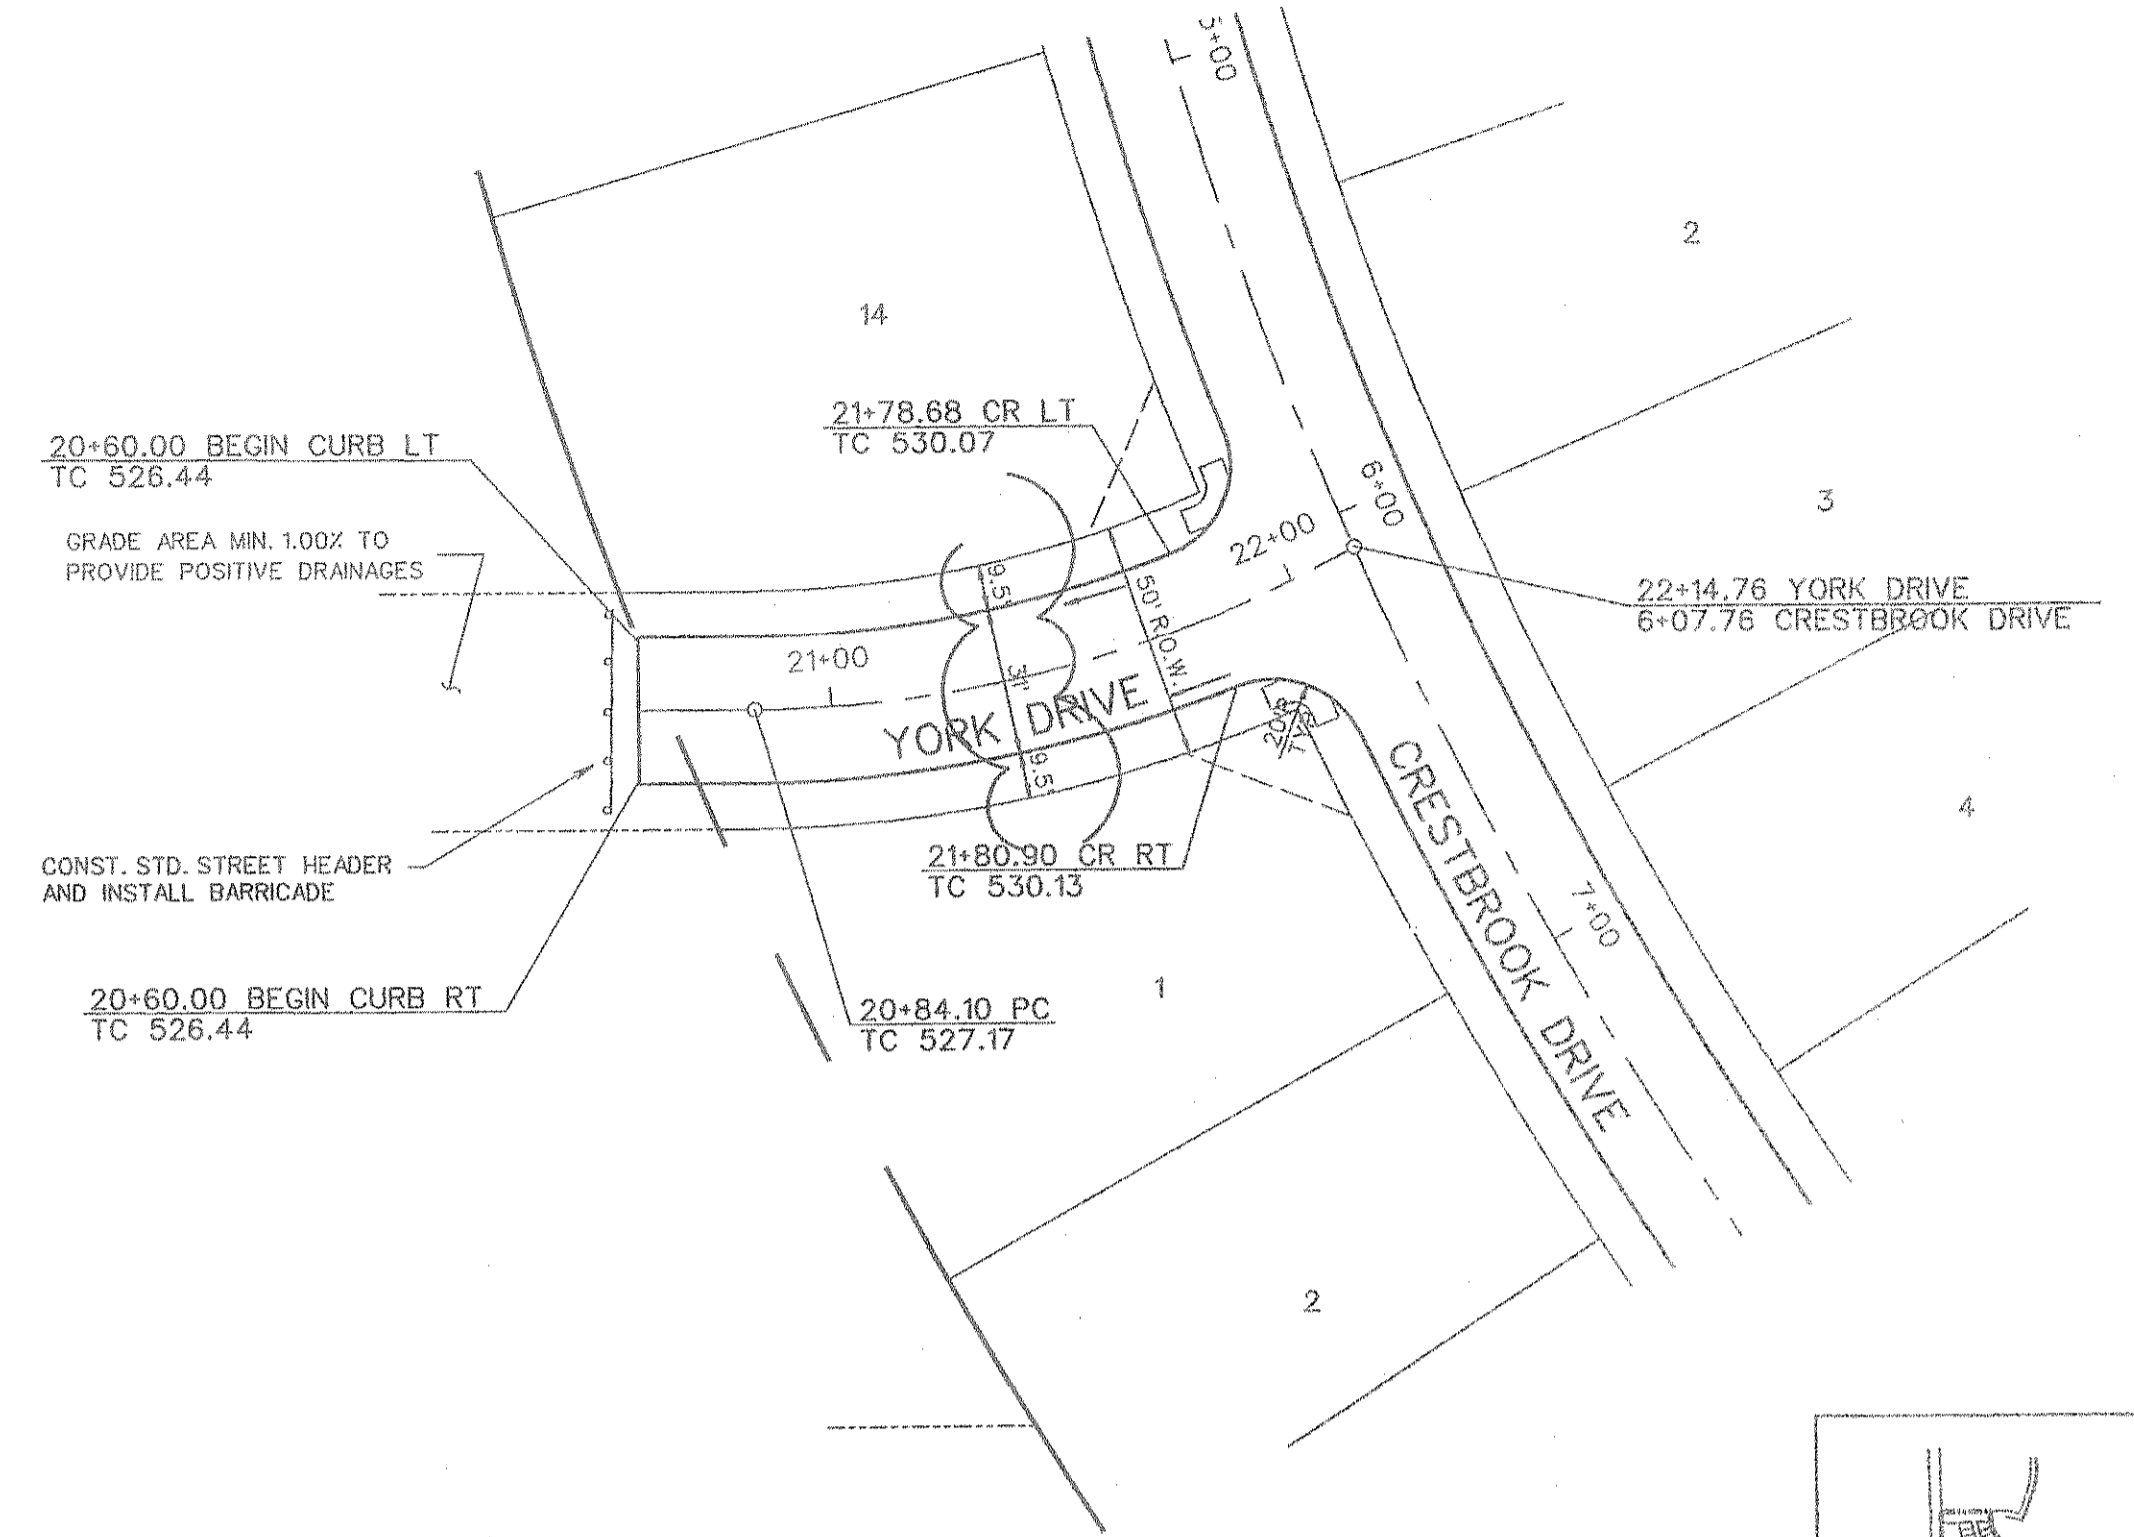 5+00
2
14
21+78.68 CR LT
TC 530.07
20+60.00 BEGIN CURB LT
TC 526.44
6+00
3
GRADE AREA MIN. 1.00% TO
PROVIDE POSITIVE DRAINAGES
22+00
9.5'
50' R.O.W.
22+14.76 YORK DRIVE
6+07.76 CRESTBROOK DRIVE
21+00
31'
YORK DRIVE
9.5'
4
CONST. STD. STREET HEADER
AND INSTALL BARRICADE
21+80.90 CR RT
TC 530.13
CRESTBROOK DRIVE
7+00
20+60.00 BEGIN CURB RT
TC 526.44
20+84.10 PC
TC 527.17
1
2